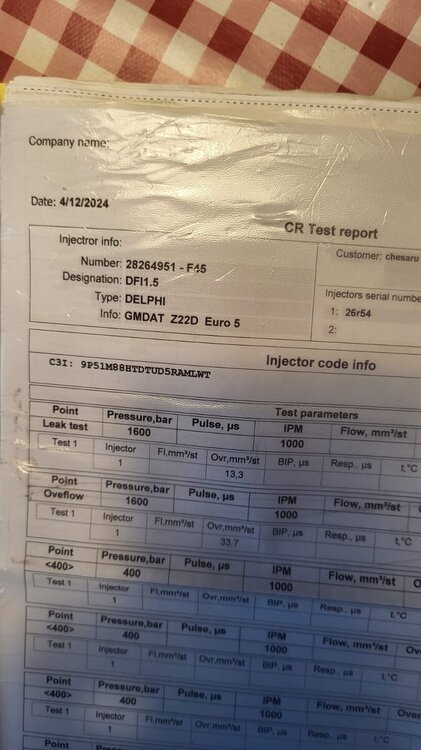 Company name:
Date: 4/12/2024
CR Test report
Injectror info:
Number: 28264951 - F45
Designation: DFI1.5
Type: DELPHI
Info: GMDAT Z22D Euro 5
Customer: chesaru
Injectors serial numbe
1: 26r54
2:
Injector code info
C3I: 9P51M88HTDTUD5RAMLWT
Test parameters
Point Pressure,bar Pulse, µs IPM Flow, mm³/st
Leak test 1600 1000
Test 1 Injector Fl,mm³/st Ovr,mm³/st BIP, µs Resp., µs t,°C
1 13,3
Point Pressure,bar Pulse, µs IPM Flow, mm³/st
Oveflow 1600 1000
Test 1 Injector Fl,mm³/st Ovr,mm³/st BIP, µs Resp., µs t,°C
1 33,7
Point Pressure,bar Pulse, µs IPM Flow, mm³/st O
<400> 400 1000
Test 1 Injector Fl,mm³/st Ovr,mm³/st BIP, µs Resp., µs t,°C
1
Point Pressure,bar Pulse, µs IPM Flow, mm³/st Ov
<400> 400 1000
Test 1 Injector Fl,mm³/st Ovr,mm³/st BIP, µs Resp., µs t,°C
1
Point Pressure,bar Pulse, µs IPM Flow, mm³/st Over
<400> 400 1000
Test 1 Injector Fl,mm³/st Ovr,mm³/st BIP, µs Resp., µs t,°C
1
Point Pressure,bar Pulse, µs IPM